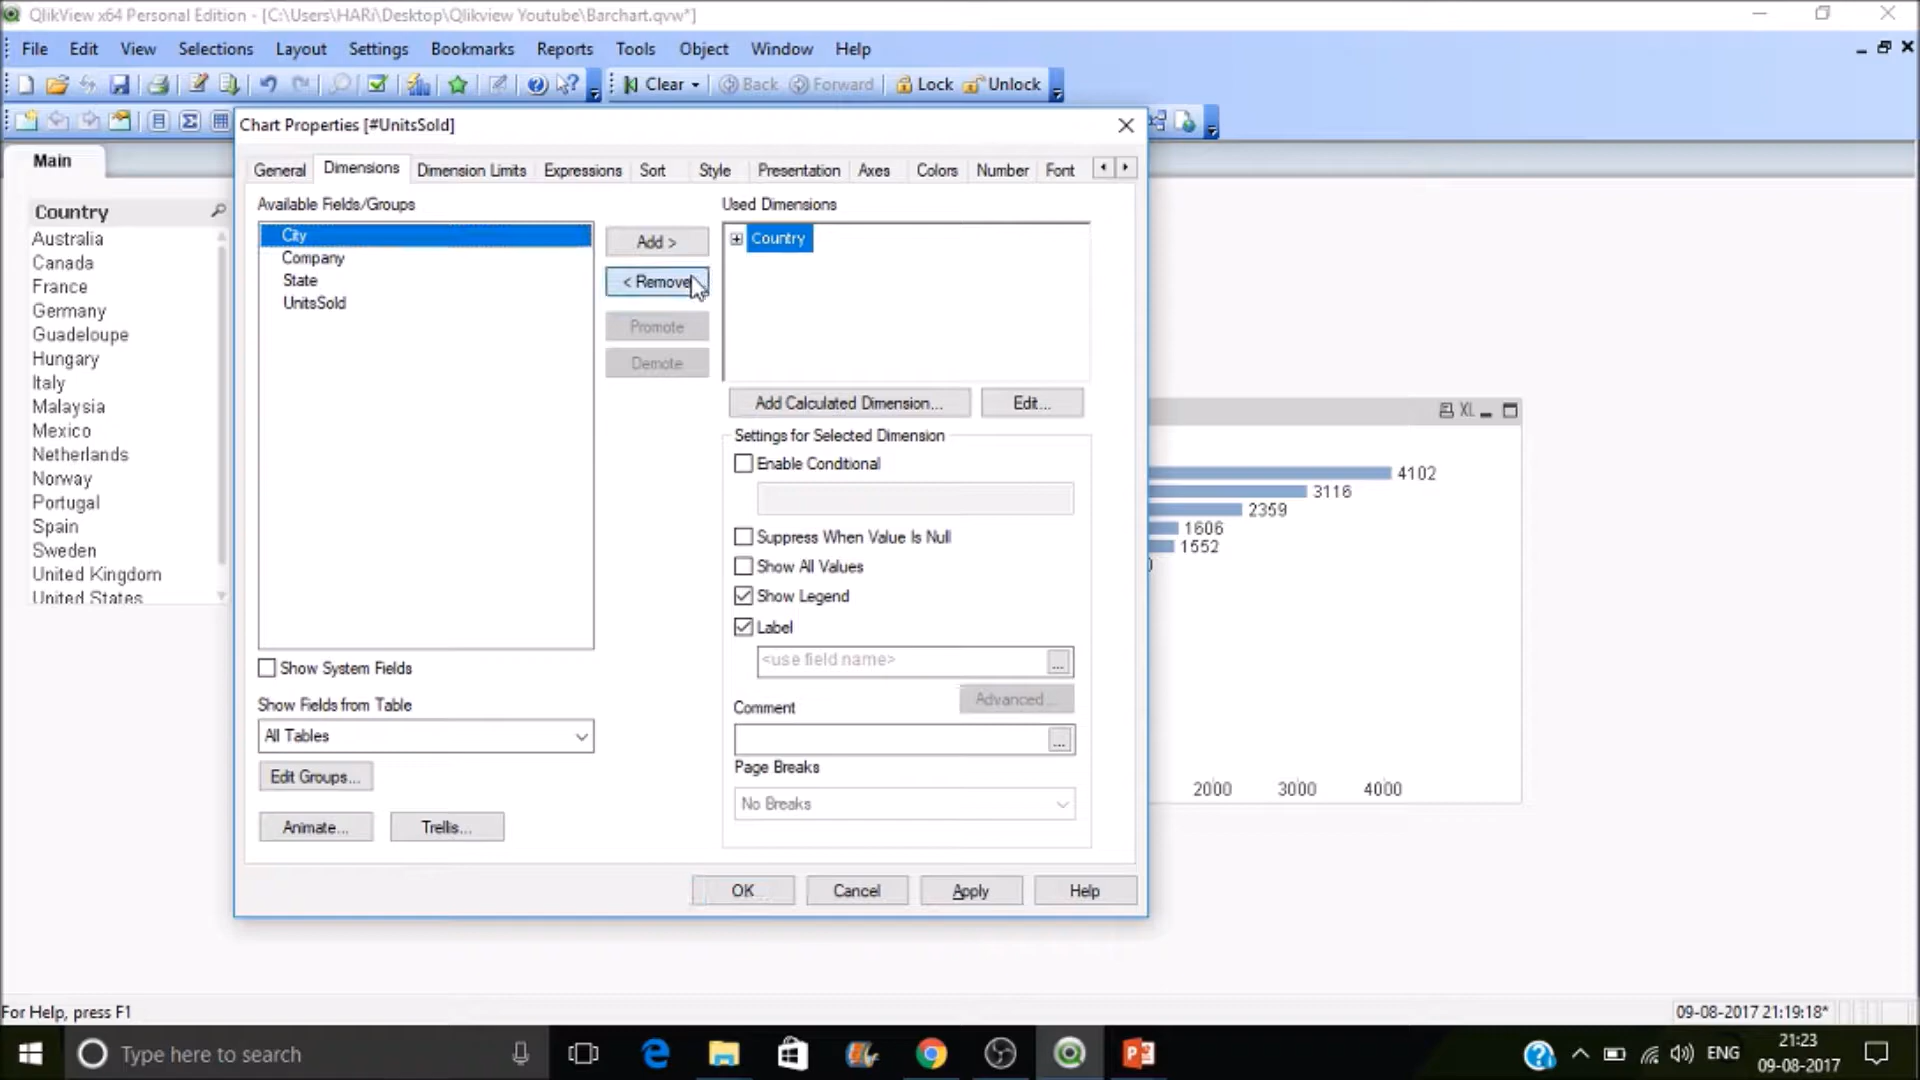 QlikView x64 Personal Edition - [C:\Users\HARi\Desktop\Qlikview Youtube\Barchart.qvw*]
File Edit View Selections Layout Settings Bookmarks Reports Tools Object Window Help
Clear Back Forward Lock Unlock
Chart Properties [#UnitsSold]
Main
General Dimensions Dimension Limits Expressions Sort Style Presentation Axes Colors Number Font
Country
Australia
Canada
France
Germany
Guadeloupe
Hungary
Italy
Malaysia
Mexico
Netherlands
Norway
Portugal
Spain
Sweden
United Kingdom
United States
Available Fields/Groups
City
Company
State
UnitsSold
Add >
< Remove
Promote
Demote
Used Dimensions
Country
Add Calculated Dimension... Edit...
Settings for Selected Dimension
Enable Conditional
Suppress When Value Is Null
Show All Values
Show Legend
Label
<use field name> ...
Advanced...
Comment
...
Page Breaks
No Breaks
Show System Fields
Show Fields from Table
All Tables
Edit Groups...
Animate... Trellis...
OK Cancel Apply Help
XL
4102
3116
2359
1606
1552
2000 3000 4000
For Help, press F1
09-08-2017 21:19:18*
Type here to search
ENG
21:23
09-08-2017